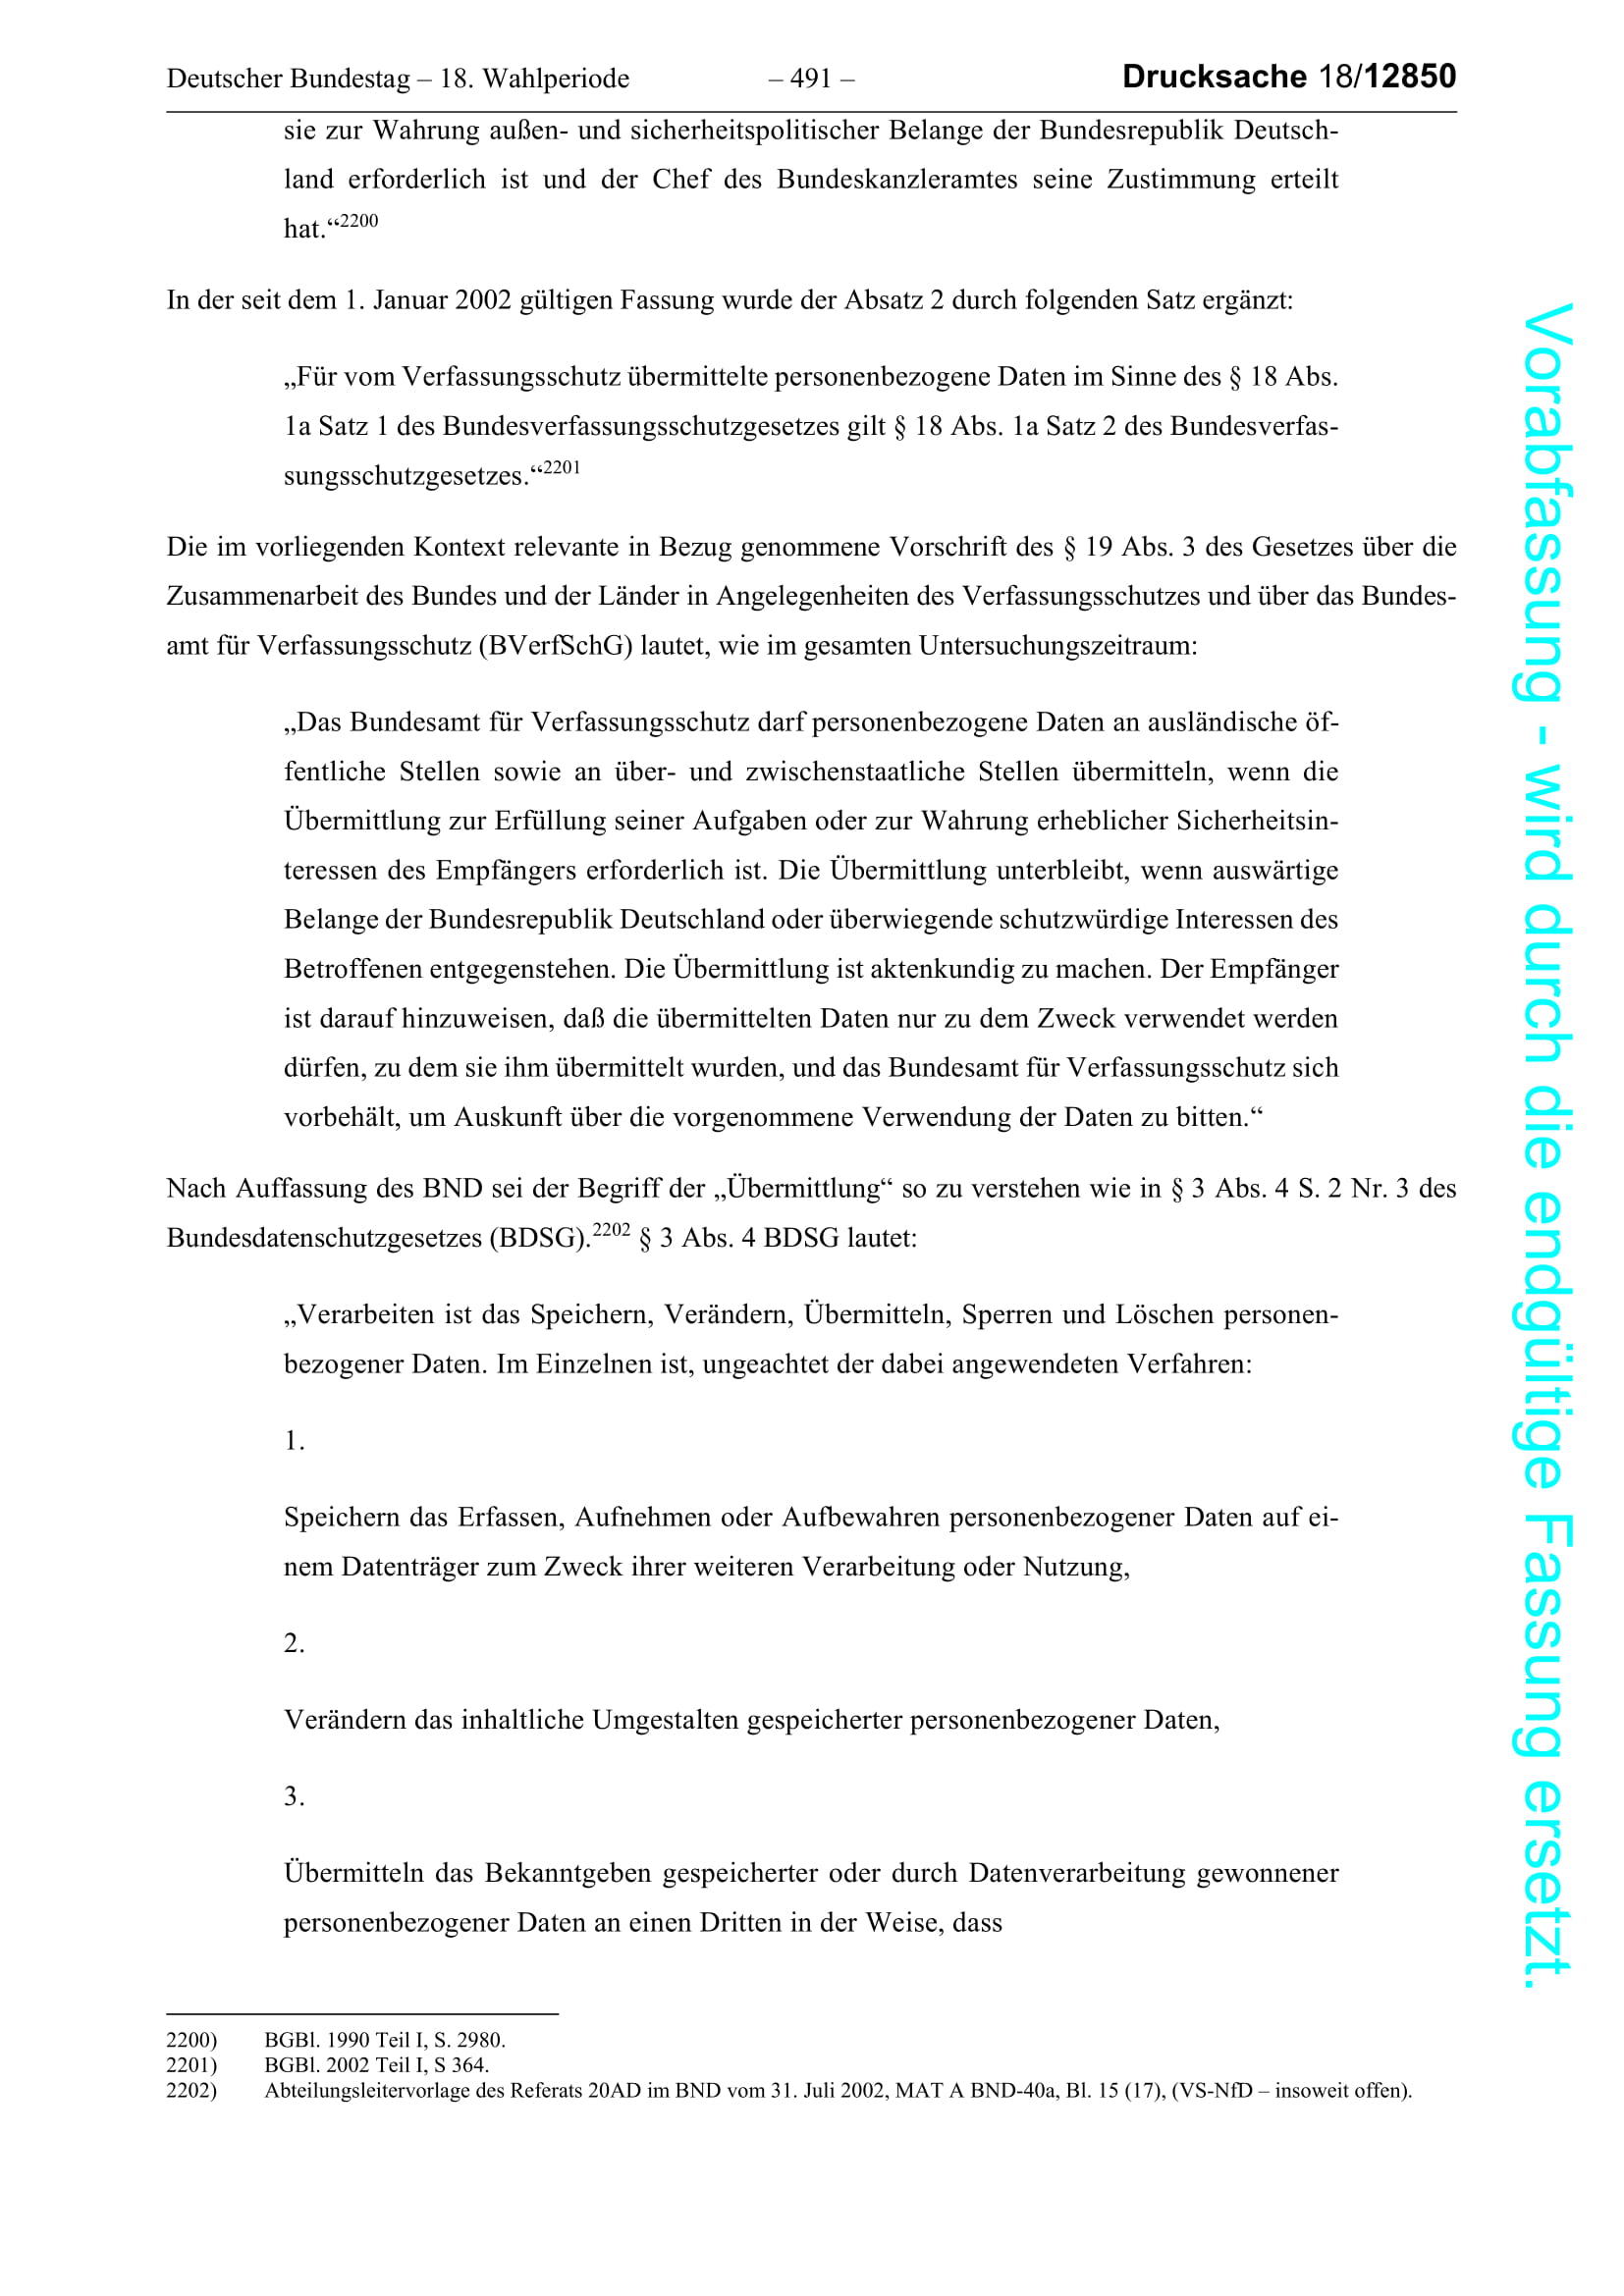 Deutscher Bundestag – 18. Wahlperiode – 491 – Drucksache 18/12850
sie zur Wahrung außen- und sicherheitspolitischer Belange der Bundesrepublik Deutsch-
land erforderlich ist und der Chef des Bundeskanzleramtes seine Zustimmung erteilt
hat.“2200
In der seit dem 1. Januar 2002 gültigen Fassung wurde der Absatz 2 durch folgenden Satz ergänzt:
„Für vom Verfassungsschutz übermittelte personenbezogene Daten im Sinne des § 18 Abs.
1a Satz 1 des Bundesverfassungsschutzgesetzes gilt § 18 Abs. 1a Satz 2 des Bundesverfas-
sungsschutzgesetzes.“2201
Die im vorliegenden Kontext relevante in Bezug genommene Vorschrift des § 19 Abs. 3 des Gesetzes über die
Zusammenarbeit des Bundes und der Länder in Angelegenheiten des Verfassungsschutzes und über das Bundes-
amt für Verfassungsschutz (BVerfSchG) lautet, wie im gesamten Untersuchungszeitraum:
„Das Bundesamt für Verfassungsschutz darf personenbezogene Daten an ausländische öf-
fentliche Stellen sowie an über- und zwischenstaatliche Stellen übermitteln, wenn die
Übermittlung zur Erfüllung seiner Aufgaben oder zur Wahrung erheblicher Sicherheitsin-
teressen des Empfängers erforderlich ist. Die Übermittlung unterbleibt, wenn auswärtige
Belange der Bundesrepublik Deutschland oder überwiegende schutzwürdige Interessen des
Betroffenen entgegenstehen. Die Übermittlung ist aktenkundig zu machen. Der Empfänger
ist darauf hinzuweisen, daß die übermittelten Daten nur zu dem Zweck verwendet werden
dürfen, zu dem sie ihm übermittelt wurden, und das Bundesamt für Verfassungsschutz sich
vorbehält, um Auskunft über die vorgenommene Verwendung der Daten zu bitten.“
Nach Auffassung des BND sei der Begriff der „Übermittlung“ so zu verstehen wie in § 3 Abs. 4 S. 2 Nr. 3 des
Bundesdatenschutzgesetzes (BDSG).2202 § 3 Abs. 4 BDSG lautet:
„Verarbeiten ist das Speichern, Verändern, Übermitteln, Sperren und Löschen personen-
bezogener Daten. Im Einzelnen ist, ungeachtet der dabei angewendeten Verfahren:
1.
Speichern das Erfassen, Aufnehmen oder Aufbewahren personenbezogener Daten auf ei-
nem Datenträger zum Zweck ihrer weiteren Verarbeitung oder Nutzung,
2.
Verändern das inhaltliche Umgestalten gespeicherter personenbezogener Daten,
3.
Übermitteln das Bekanntgeben gespeicherter oder durch Datenverarbeitung gewonnener
personenbezogener Daten an einen Dritten in der Weise, dass
2200) BGBl. 1990 Teil I, S. 2980.
2201) BGBl. 2002 Teil I, S 364.
2202) Abteilungsleitervorlage des Referats 20AD im BND vom 31. Juli 2002, MAT A BND-40a, Bl. 15 (17), (VS-NfD – insoweit offen).
Vorabfassung - wird durch die endgültige Fassung ersetzt.